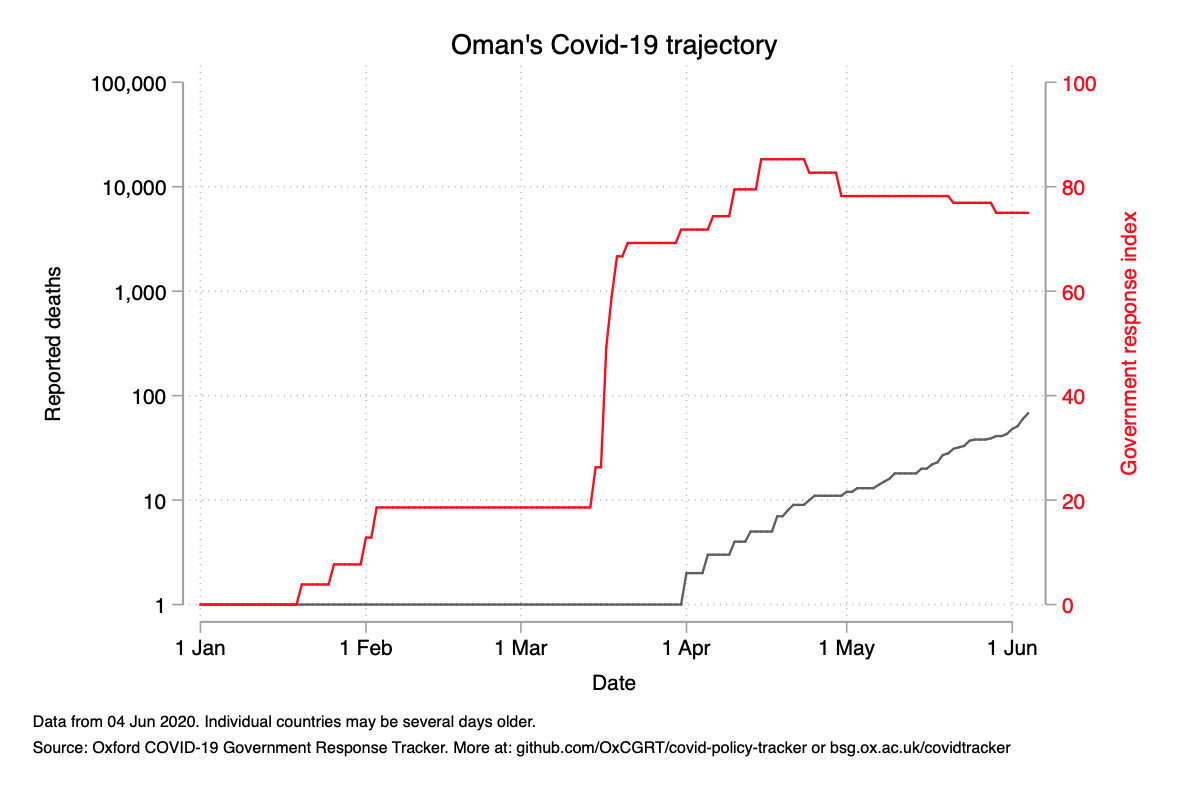 Oman's Covid-19 trajectory
100,000
10,000
1,000
100
10
1
Reported deaths
100
80
60
40
20
0
Government response index
1 Jan
1 Feb
1 Mar
1 Apr
1 May
1 Jun
Date
Data from 04 Jun 2020. Individual countries may be several days older.
Source: Oxford COVID-19 Government Response Tracker. More at: github.com/OxCGRT/covid-policy-tracker or bsg.ox.ac.uk/covidtracker